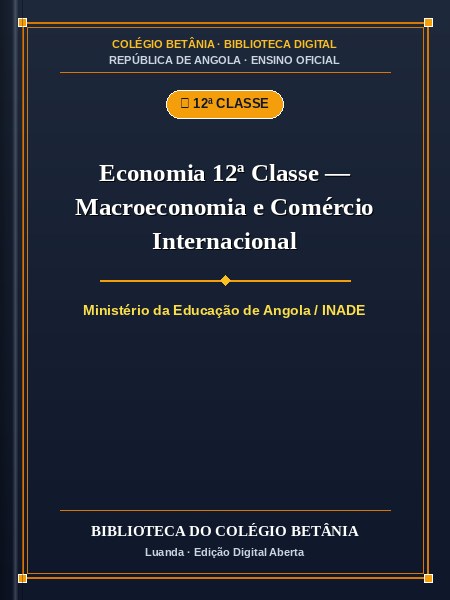 COLÉGIO BETÂNIA · BIBLIOTECA DIGITAL
REPÚBLICA DE ANGOLA · ENSINO OFICIAL
12ª CLASSE
Economia 12ª Classe —
Macroeconomia e Comércio
Internacional
Ministério da Educação de Angola / INADE
BIBLIOTECA DO COLÉGIO BETÂNIA
Luanda · Edição Digital Aberta